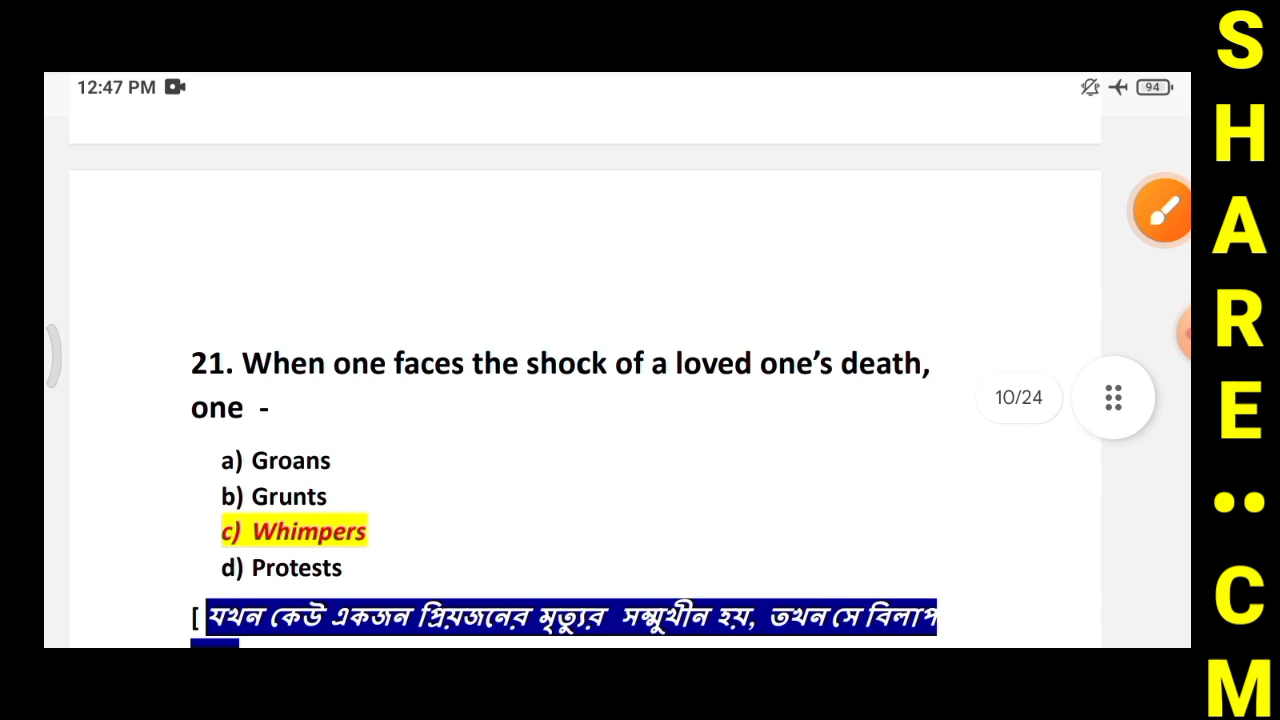 12:47 PM
94
21. When one faces the shock of a loved one’s death,
one -
10/24
a) Groans
b) Grunts
c) Whimpers
d) Protests
[ যখন কেউ একজন প্রিয়জনের মৃত্যুর সম্মুখীন হয়, তখন সে বিলাপ
S
H
A
R
E
••
C
M